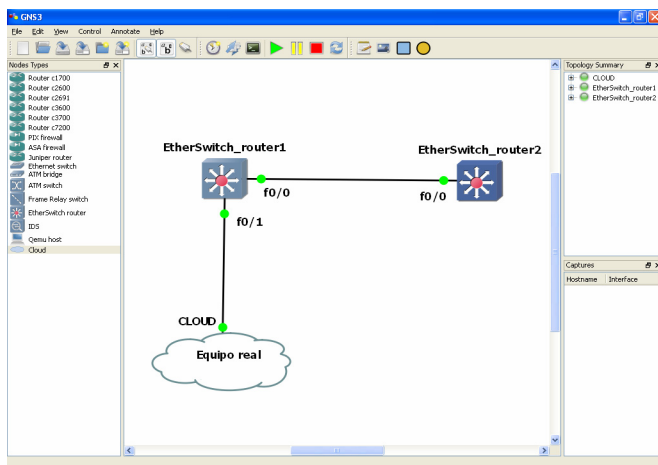 GNS3
File Edit View Control Annotate Help
Nodes Types
Router c1700
Router c2600
Router c2691
Router c3600
Router c3700
Router c7200
PIX firewall
ASA firewall
Juniper router
Ethernet switch
ATM bridge
ATM switch
Frame Relay switch
EtherSwitch router
IDS
Qemu host
Cloud
EtherSwitch_router1
EtherSwitch_router2
f0/0
f0/0
f0/1
CLOUD
Equipo real
Topology Summary
CLOUD
EtherSwitch_router1
EtherSwitch_router2
Captures
Hostname Interface